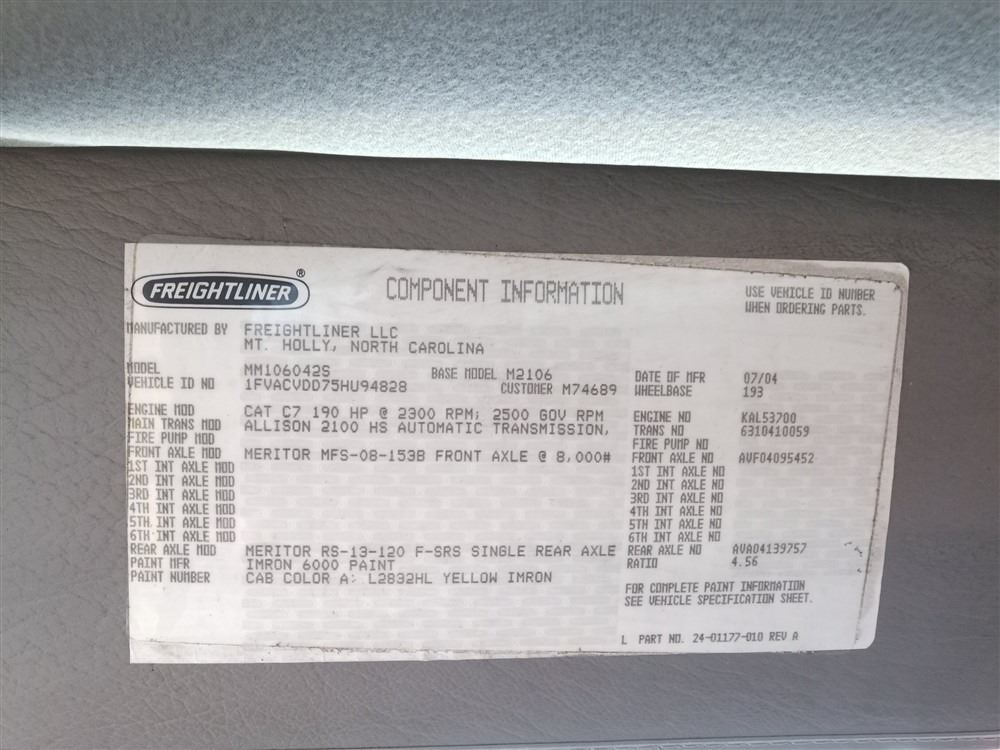 FREIGHTLINER ®
COMPONENT INFORMATION
USE VEHICLE ID NUMBER
WHEN ORDERING PARTS.
MANUFACTURED BY FREIGHTLINER LLC
MT. HOLLY, NORTH CAROLINA
MODEL MM106042S BASE MODEL M2106 DATE OF MFR 07/04
VEHICLE ID NO 1FVACVDD75HU94828 CUSTOMER M74689 WHEELBASE 193
ENGINE MOD CAT C7 190 HP @ 2300 RPM; 2500 GOV RPM ENGINE NO KAL53700
MAIN TRANS MOD ALLISON 2100 HS AUTOMATIC TRANSMISSION, TRANS NO 6310410059
FIRE PUMP MOD FIRE PUMP NO
FRONT AXLE MOD MERITOR MFS-08-153B FRONT AXLE @ 8,000# FRONT AXLE NO AVF04095452
1ST INT AXLE MOD 1ST INT AXLE NO
2ND INT AXLE MOD 2ND INT AXLE NO
3RD INT AXLE MOD 3RD INT AXLE NO
4TH INT AXLE MOD 4TH INT AXLE NO
5TH INT AXLE MOD 5TH INT AXLE NO
6TH INT AXLE MOD 6TH INT AXLE NO
REAR AXLE MOD MERITOR RS-13-120 F-SRS SINGLE REAR AXLE REAR AXLE NO AVA04139757
PAINT MFR IMRON 6000 PAINT RATIO 4.56
PAINT NUMBER CAB COLOR A: L2832HL YELLOW IMRON
FOR COMPLETE PAINT INFORMATION
SEE VEHICLE SPECIFICATION SHEET.
L PART NO. 24-01177-010 REV A